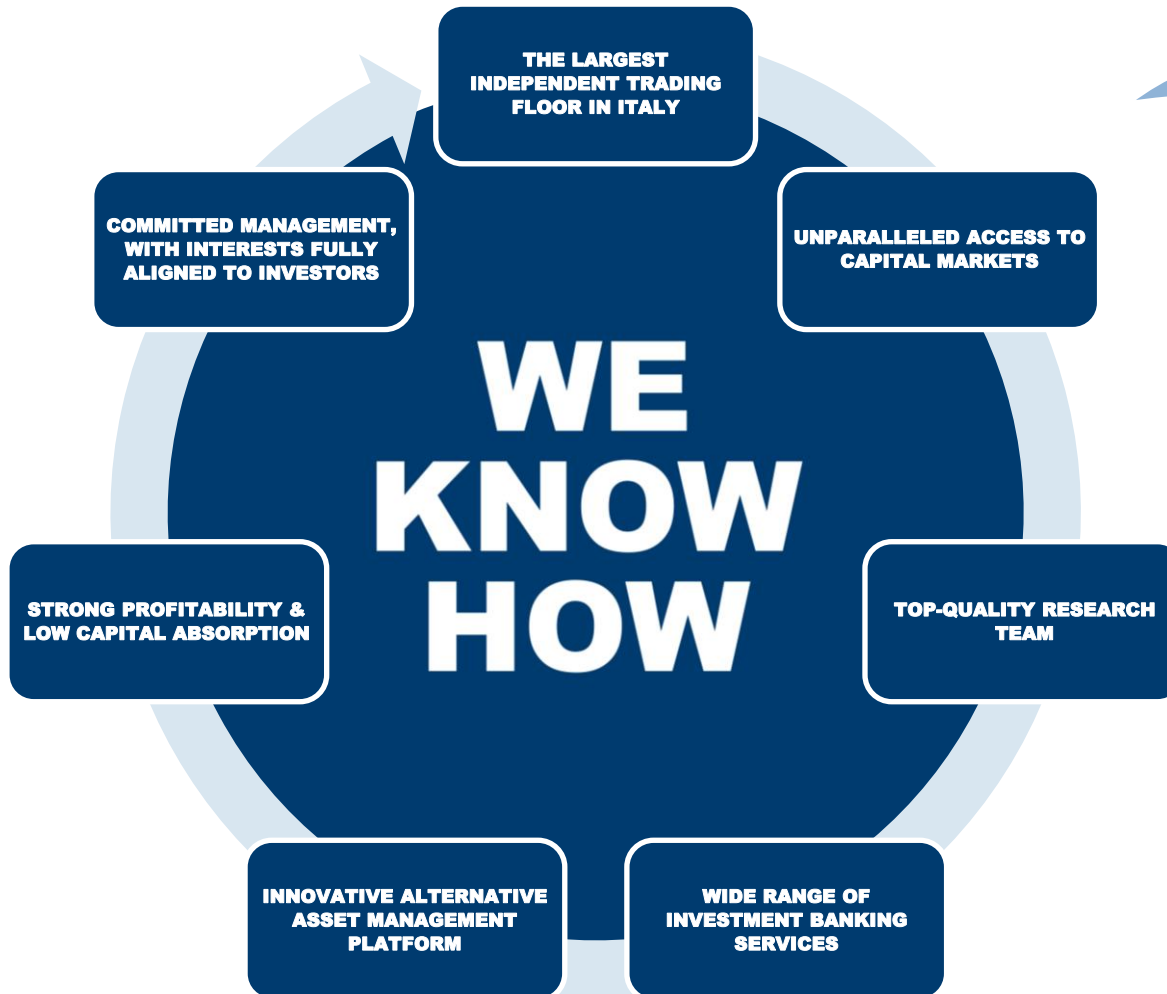 THE LARGEST
INDEPENDENT TRADING
FLOOR IN ITALY
COMMITTED MANAGEMENT,
WITH INTERESTS FULLY
ALIGNED TO INVESTORS
UNPARALLELED ACCESS TO
CAPITAL MARKETS
WE
KNOW
HOW
STRONG PROFITABILITY &
LOW CAPITAL ABSORPTION
TOP-QUALITY RESEARCH
TEAM
INNOVATIVE ALTERNATIVE
ASSET MANAGEMENT
PLATFORM
WIDE RANGE OF
INVESTMENT BANKING
SERVICES